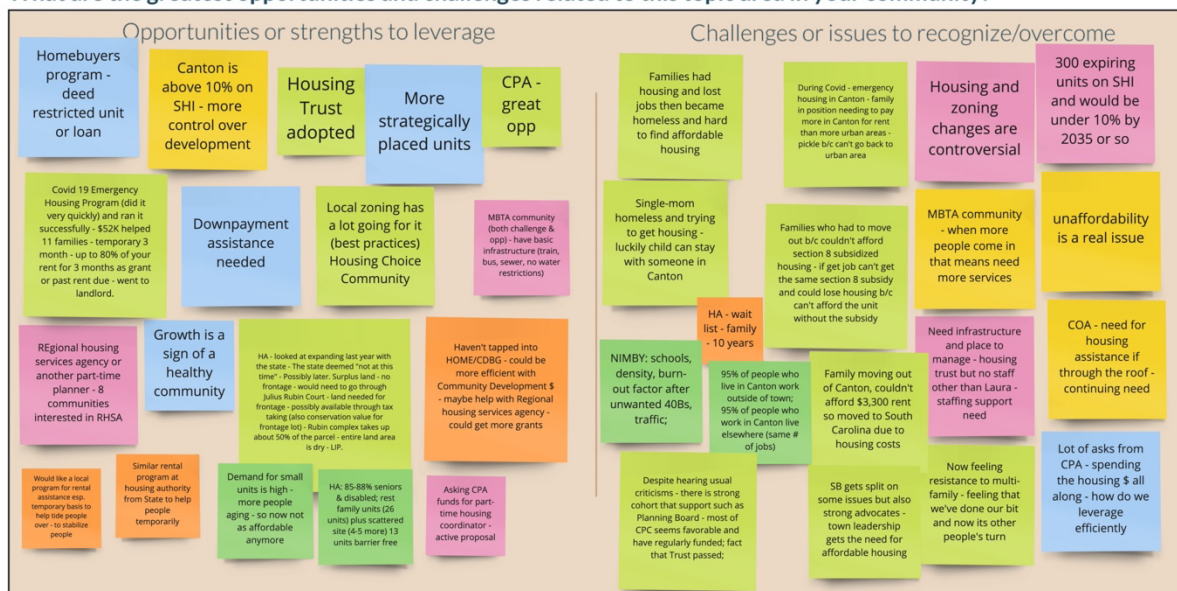 Opportunities or strengths to leverage
Homebuyers
program -
deed
restricted unit
or loan
Canton is
above 10% on
SHI - more
control over
development
Housing
Trust
adopted
More
strategically
placed units
CPA -
great
opp
Covid 19 Emergency
Housing Program (did it
very quickly) and ran it
successfully - $52K helped
11 families - temporary 3
month - up to 80% of your
rent for 3 months as grant
or past rent due - went to
landlord.
Downpayment
assistance
needed
Local zoning has
a lot going for it
(best practices)
Housing Choice
Community
MBTA community
(both challenge &
opp) - have basic
infrastructure (train,
bus, sewer, no water
restrictions)
REgional housing
services agency or
another part-time
planner - 8
communities
interested in RHSA
Growth is a
sign of a
healthy
community
HA - looked at expanding last year with
the state - The state deemed "not at this
time" - Possibly later. Surplus land - no
frontage - would need to go through
Julius Rubin Court - land needed for
frontage - possibly available through tax
taking (also conservation value for
frontage lot) - Rubin complex takes up
about 50% of the parcel - entire land area
is dry - LIP.
Haven't tapped into
HOME/CDBG - could be
more efficient with
Community Development $
- maybe help with Regional
housing services agency -
could get more grants
Would like a local
program for rental
assistance esp.
temporary basis to
help tide people
over - to stabilize
people
Similar rental
program at
housing authority
from State to help
people
temporarily
Demand for small
units is high -
more people
aging - so now not
as affordable
anymore
HA: 85-88% seniors
& disabled; rest
family units (26
units) plus scattered
site (4-5 more) 13
units barrier free
Asking CPA
funds for part-
time housing
coordinator -
active proposal
Challenges or issues to recognize/overcome
Families had
housing and lost
jobs then became
homeless and hard
to find affordable
housing
During Covid - emergency
housing in Canton - family
in position needing to pay
more in Canton for rent
than more urban areas -
pickle b/c can't go back to
urban area
Housing and
zoning
changes are
controversial
300 expiring
units on SHI
and would be
under 10% by
2035 or so
Single-mom
homeless and trying
to get housing -
luckily child can stay
with someone in
Canton
Families who had to move
out b/c couldn't afford
section 8 subsidized
housing - if get job can't get
the same section 8 subsidy
and could lose housing b/c
can't afford the unit
without the subsidy
MBTA community
- when more
people come in
that means need
more services
unaffordability
is a real issue
HA - wait
list - family
- 10 years
NIMBY: schools,
density, burn-
out factor after
unwanted 40Bs,
traffic;
95% of people who
live in Canton work
outside of town;
95% of people who
work in Canton live
elsewhere (same #
of jobs)
Family moving out
of Canton, couldn't
afford $3,300 rent
so moved to South
Carolina due to
housing costs
Need infrastructure
and place to
manage - housing
trust but no staff
other than Laura -
staffing support
need
COA - need for
housing
assistance if
through the roof -
continuing need
Despite hearing usual
criticisms - there is strong
cohort that support such as
Planning Board - most of
CPC seems favorable and
have regularly funded; fact
that Trust passed;
SB gets split on
some issues but also
strong advocates -
town leadership
gets the need for
affordable housing
Now feeling
resistance to multi-
family - feeling that
we've done our bit
and now its other
people's turn
Lot of asks from
CPA - spending
the housing $ all
along - how do we
leverage
efficiently